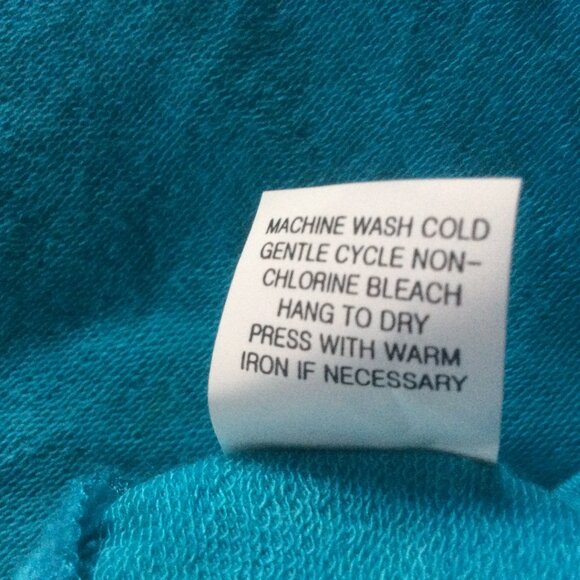 MACHINE WASH COLD
GENTLE CYCLE NON-
CHLORINE BLEACH
HANG TO DRY
PRESS WITH WARM
IRON IF NECESSARY